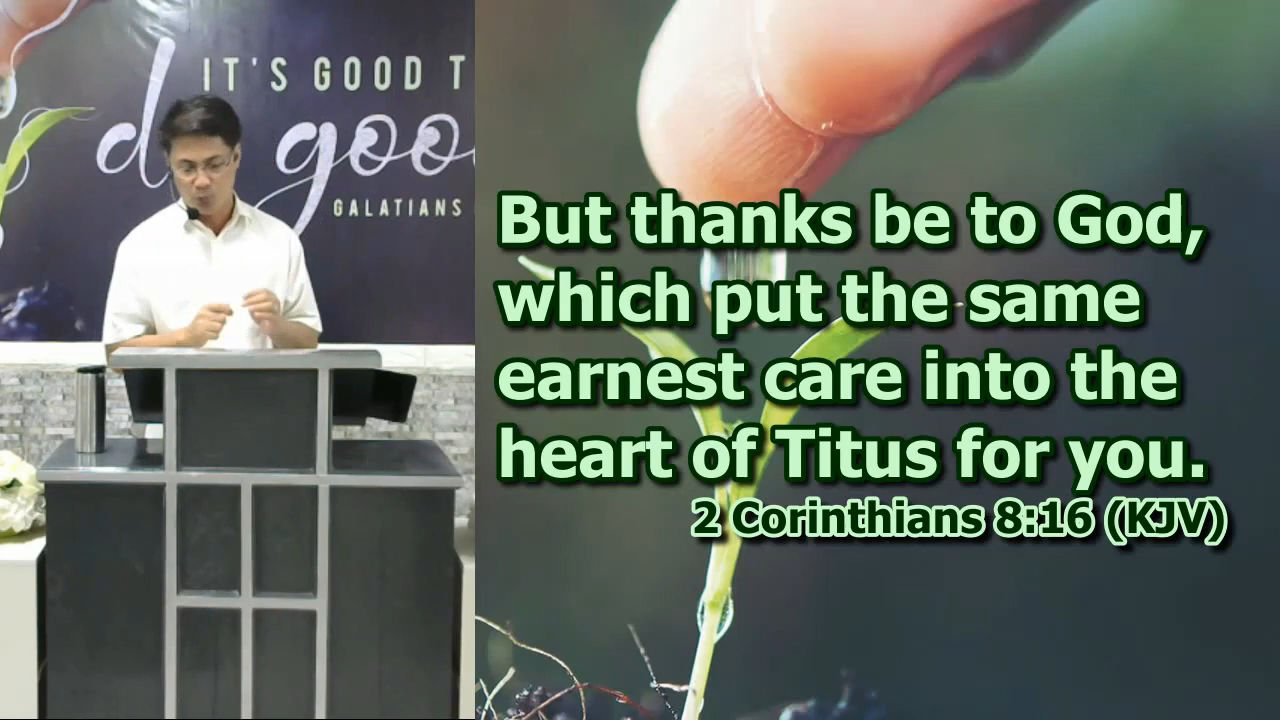 IT'S GOOD T
d goo
GALATIANS
But thanks be to God,
which put the same
earnest care into the
heart of Titus for you.
2 Corinthians 8:16 (KJV)